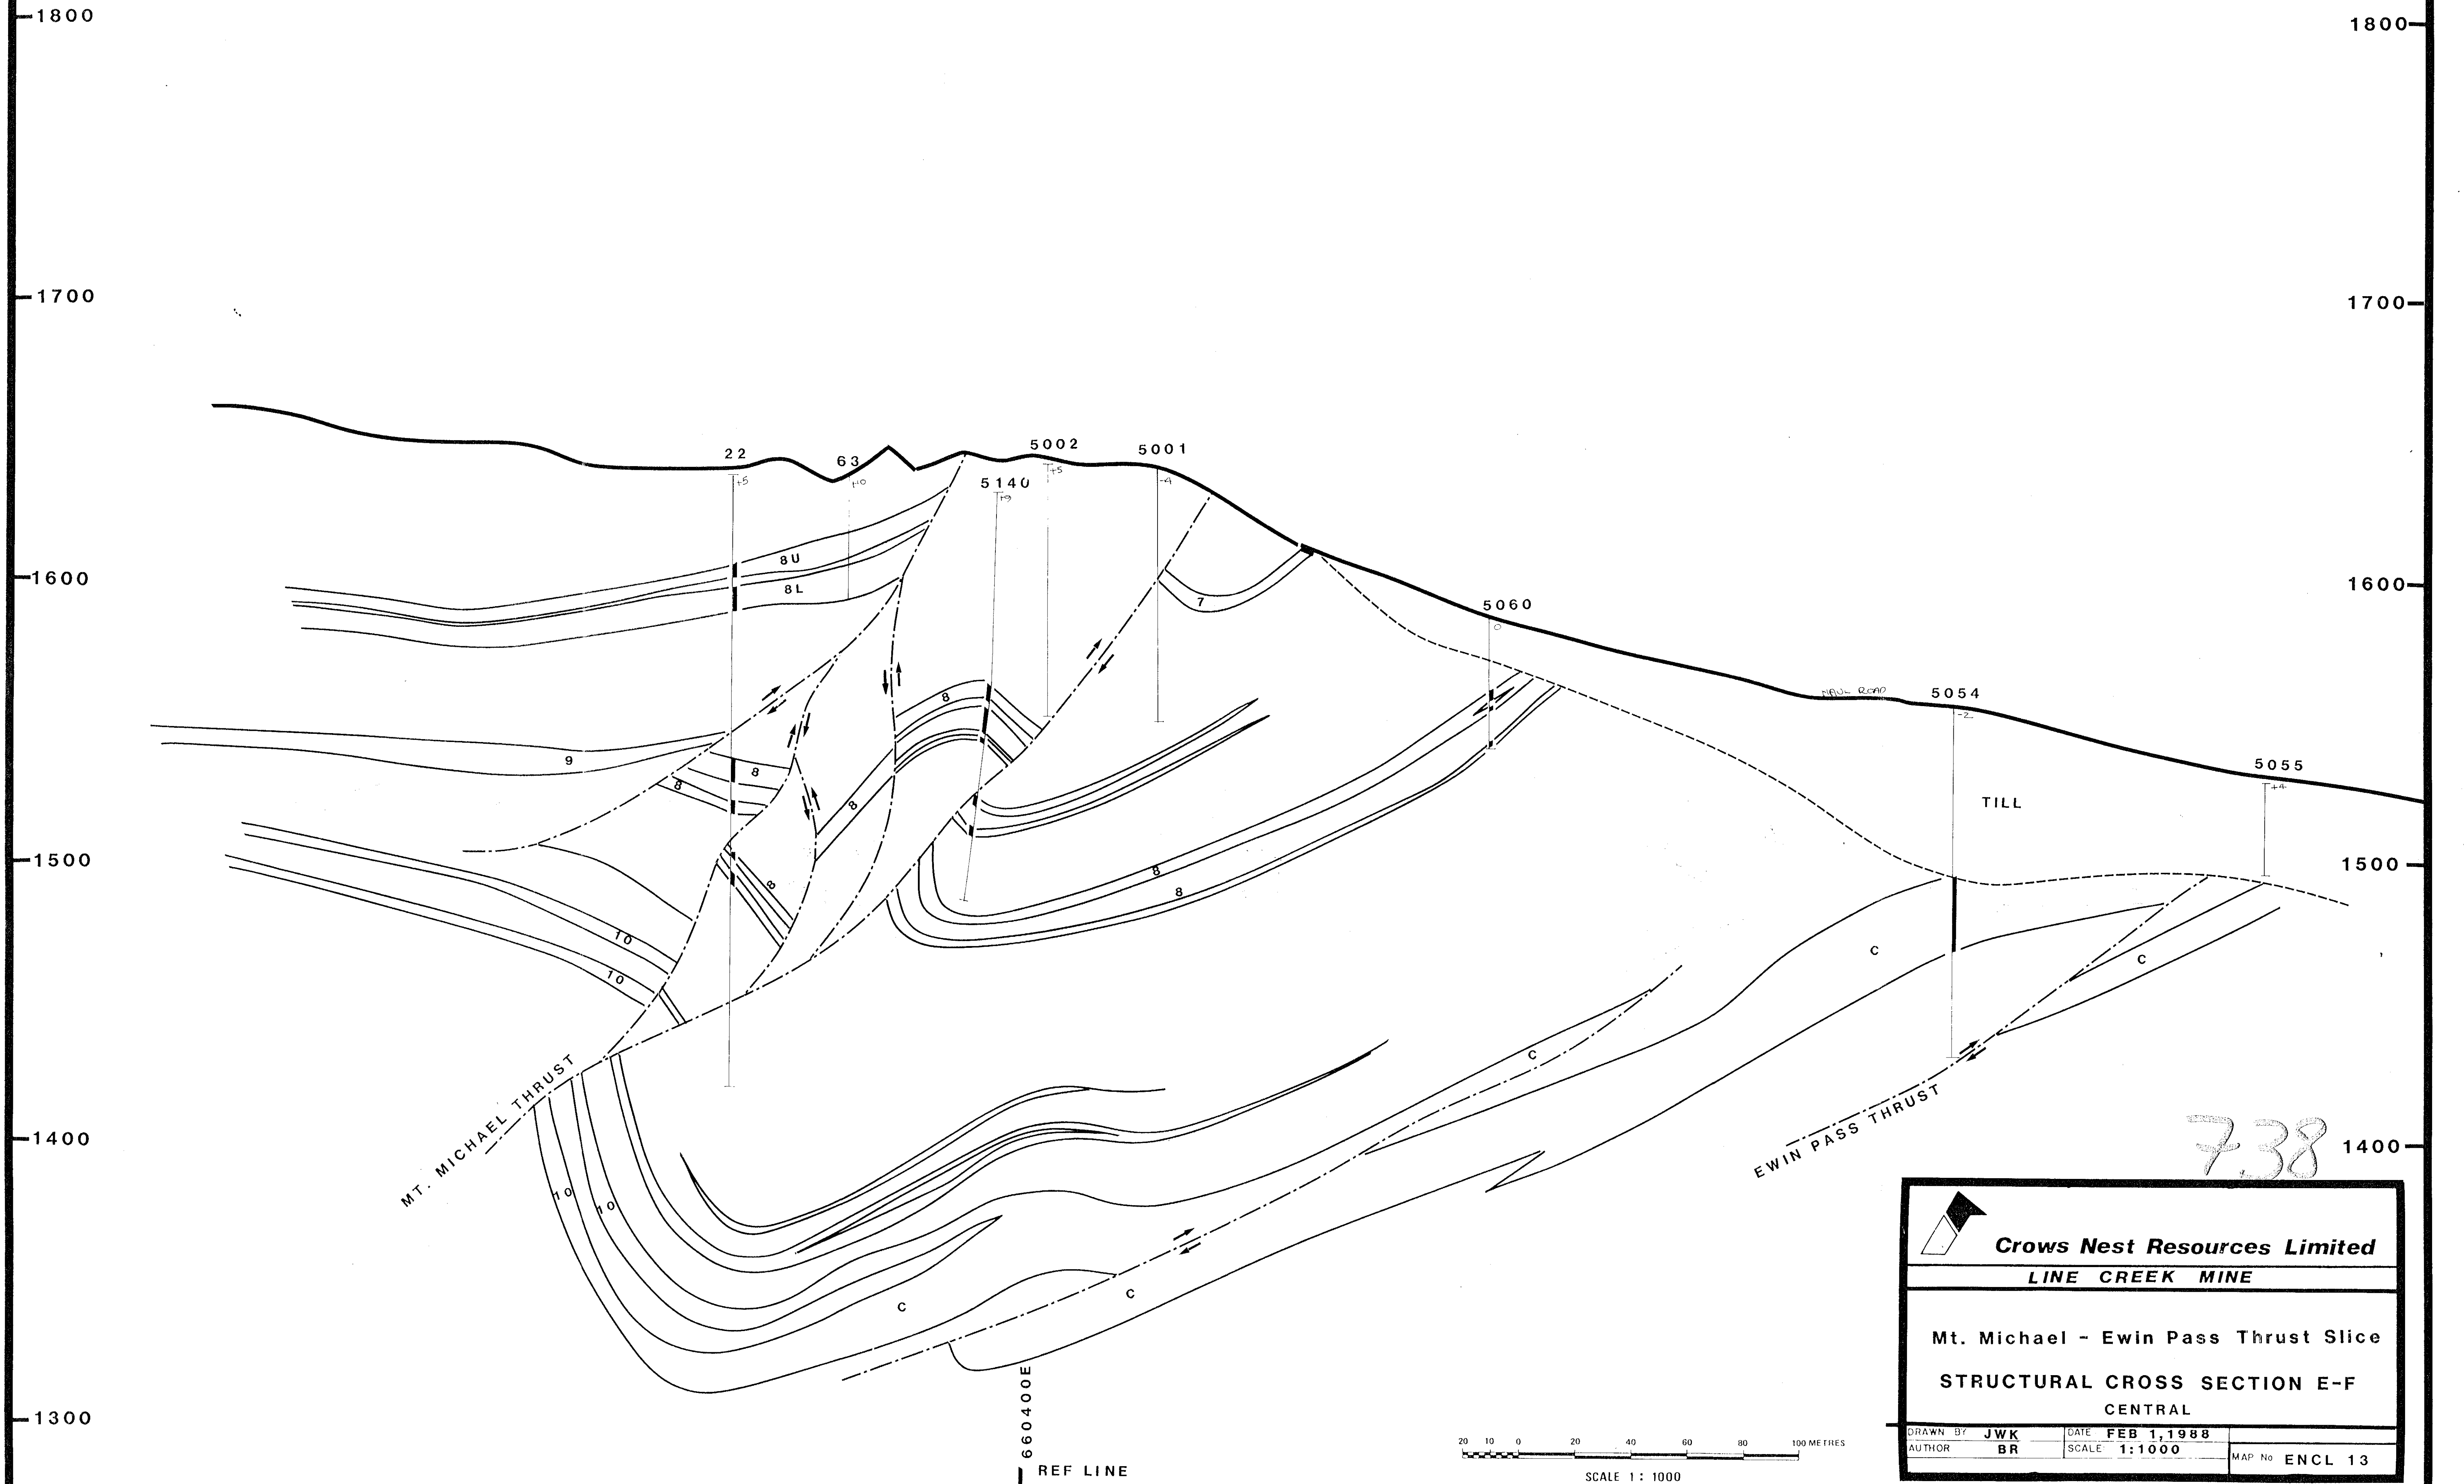 1800 1800
1700 1700
22 63 5002 5001
+5 +10 +5 -4
5140
+9
8U
8L
1600 1600
7
5060
0
HAUL ROAD 5054
-2
5055
+4
TILL
8
9
8
8
8
1500 1500
8
8
8
10
10
C
C
C
MT. MICHAEL THRUST
EWIN PASS THRUST
1400 1400
7.38
10
10
C
C
1300
660400E
REF LINE
20 10 0 20 40 60 80 100 METRES
SCALE 1 : 1000
Crows Nest Resources Limited
LINE CREEK MINE
Mt. Michael - Ewin Pass Thrust Slice
STRUCTURAL CROSS SECTION E-F
CENTRAL
DRAWN BY JWK DATE FEB 1, 1988
AUTHOR BR SCALE 1:1000
MAP No ENCL 13